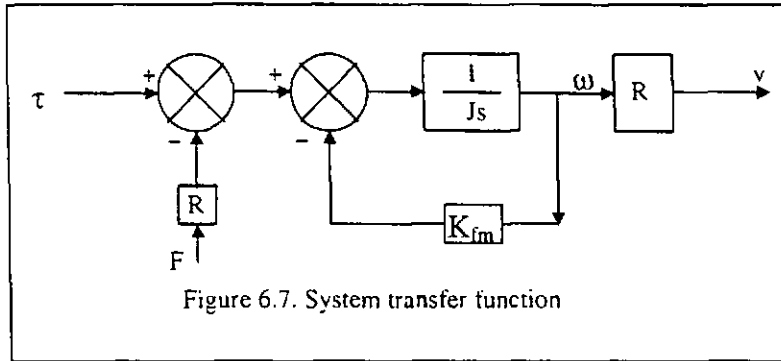 τ + + 1 ω R v
Js
− −
R
K_fm
F
Figure 6.7. System transfer function